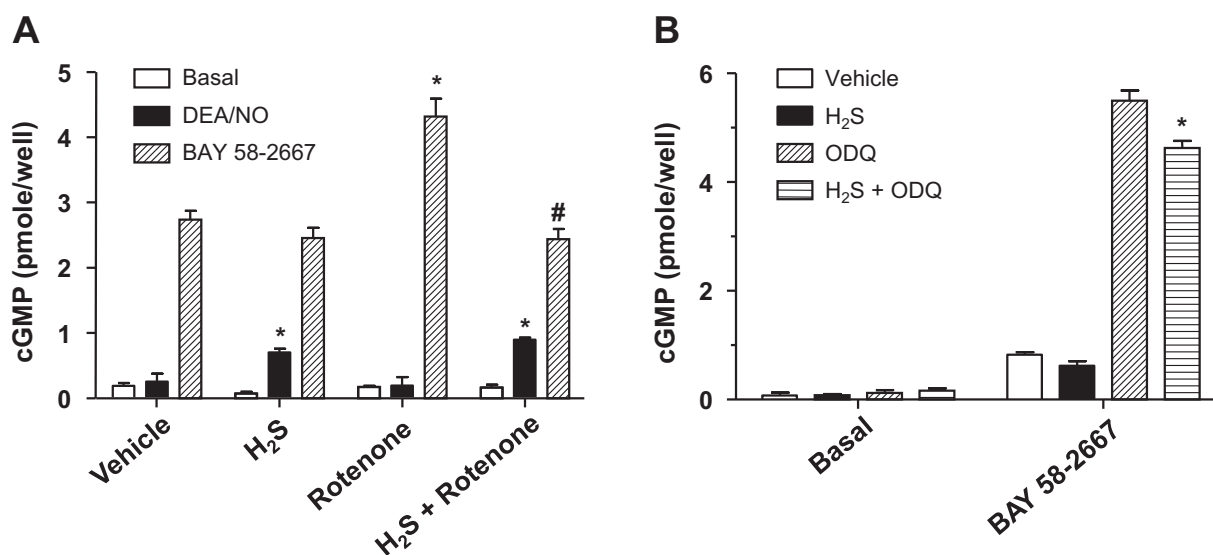 A
cGMP (pmole/well)
5
4
3
2
1
0
Basal
DEA/NO
BAY 58-2667
*
*
*
#
Vehicle
H₂S
Rotenone
H₂S + Rotenone
B
cGMP (pmole/well)
6
4
2
0
Vehicle
H₂S
ODQ
H₂S + ODQ
*
Basal
BAY 58-2667